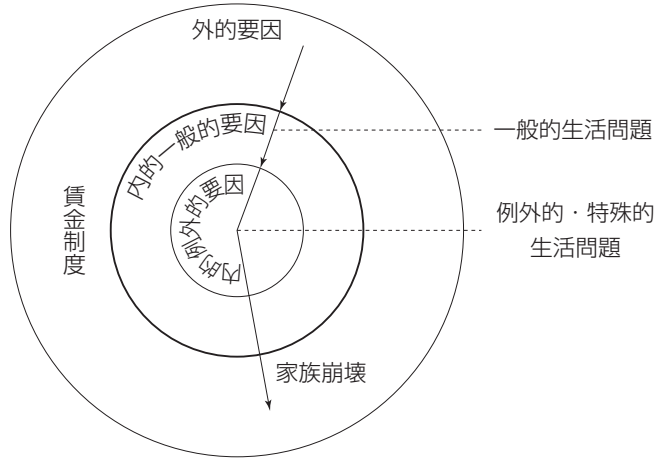 外的要因
内的一般的要因
一般的生活問題
内的例外的要因
賃金制度
例外的・特殊的
生活問題
家族崩壊